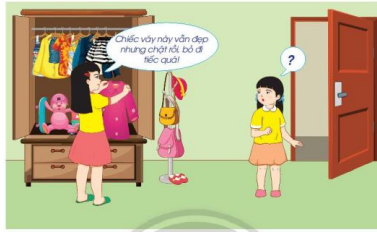 Chiếc váy này vẫn đẹp
nhưng chật rồi, bỏ đi
tiếc quá!
?